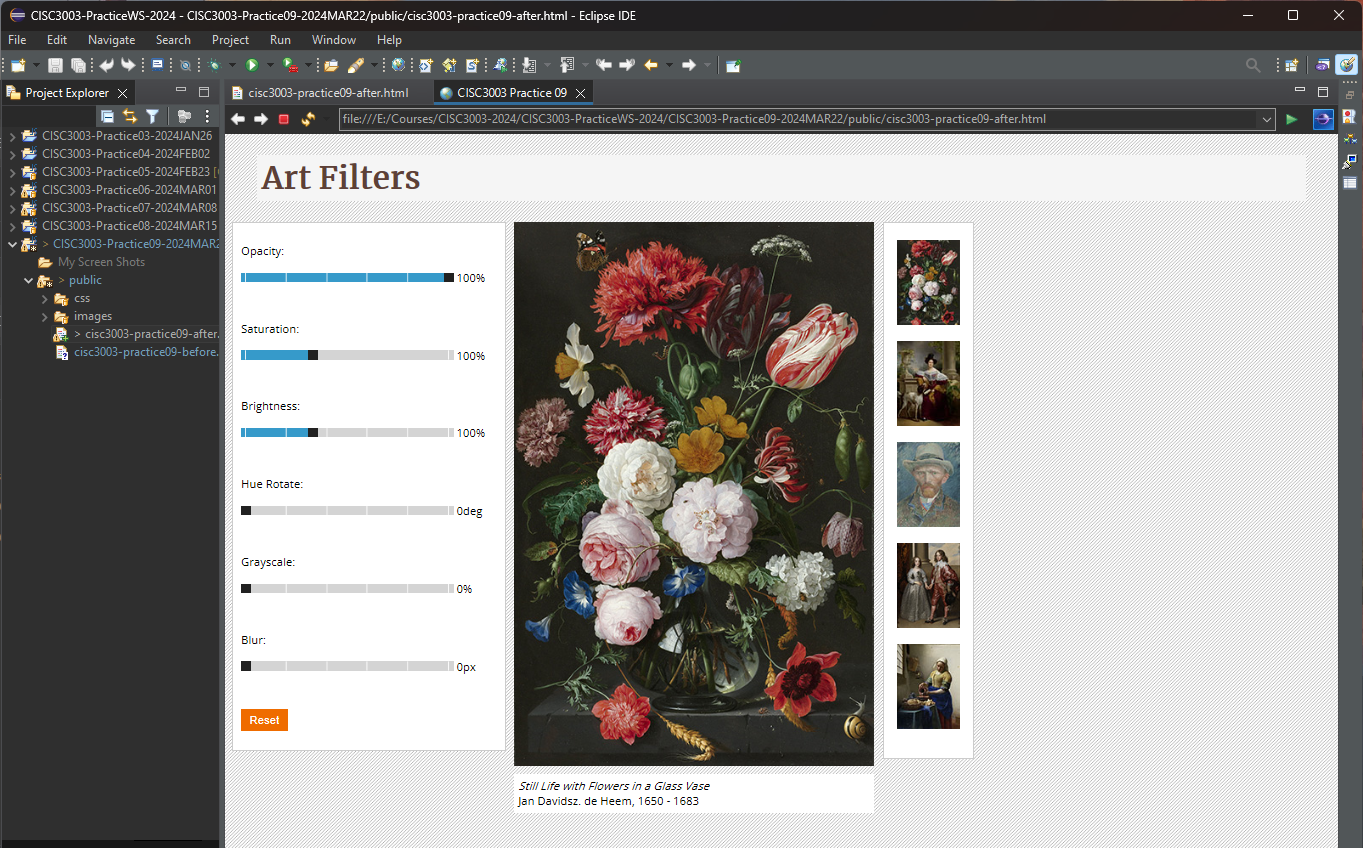 CISC3003-PracticeWS-2024 - CISC3003-Practice09-2024MAR22/public/cisc3003-practice09-after.html - Eclipse IDE
File Edit Navigate Search Project Run Window Help
Project Explorer
cisc3003-practice09-after.html
CISC3003 Practice 09
file:///E:/Courses/CISC3003-2024/CISC3003-PracticeWS-2024/CISC3003-Practice09-2024MAR22/public/cisc3003-practice09-after.html
CISC3003-Practice03-2024JAN26
CISC3003-Practice04-2024FEB02
CISC3003-Practice05-2024FEB23 [
CISC3003-Practice06-2024MAR01
CISC3003-Practice07-2024MAR08
CISC3003-Practice08-2024MAR15
> CISC3003-Practice09-2024MAR2
My Screen Shots
> public
css
images
> cisc3003-practice09-after.
cisc3003-practice09-before.
Art Filters
Opacity:
100%
Saturation:
100%
Brightness:
100%
Hue Rotate:
0deg
Grayscale:
0%
Blur:
0px
Reset
Still Life with Flowers in a Glass Vase
Jan Davidsz. de Heem, 1650 - 1683